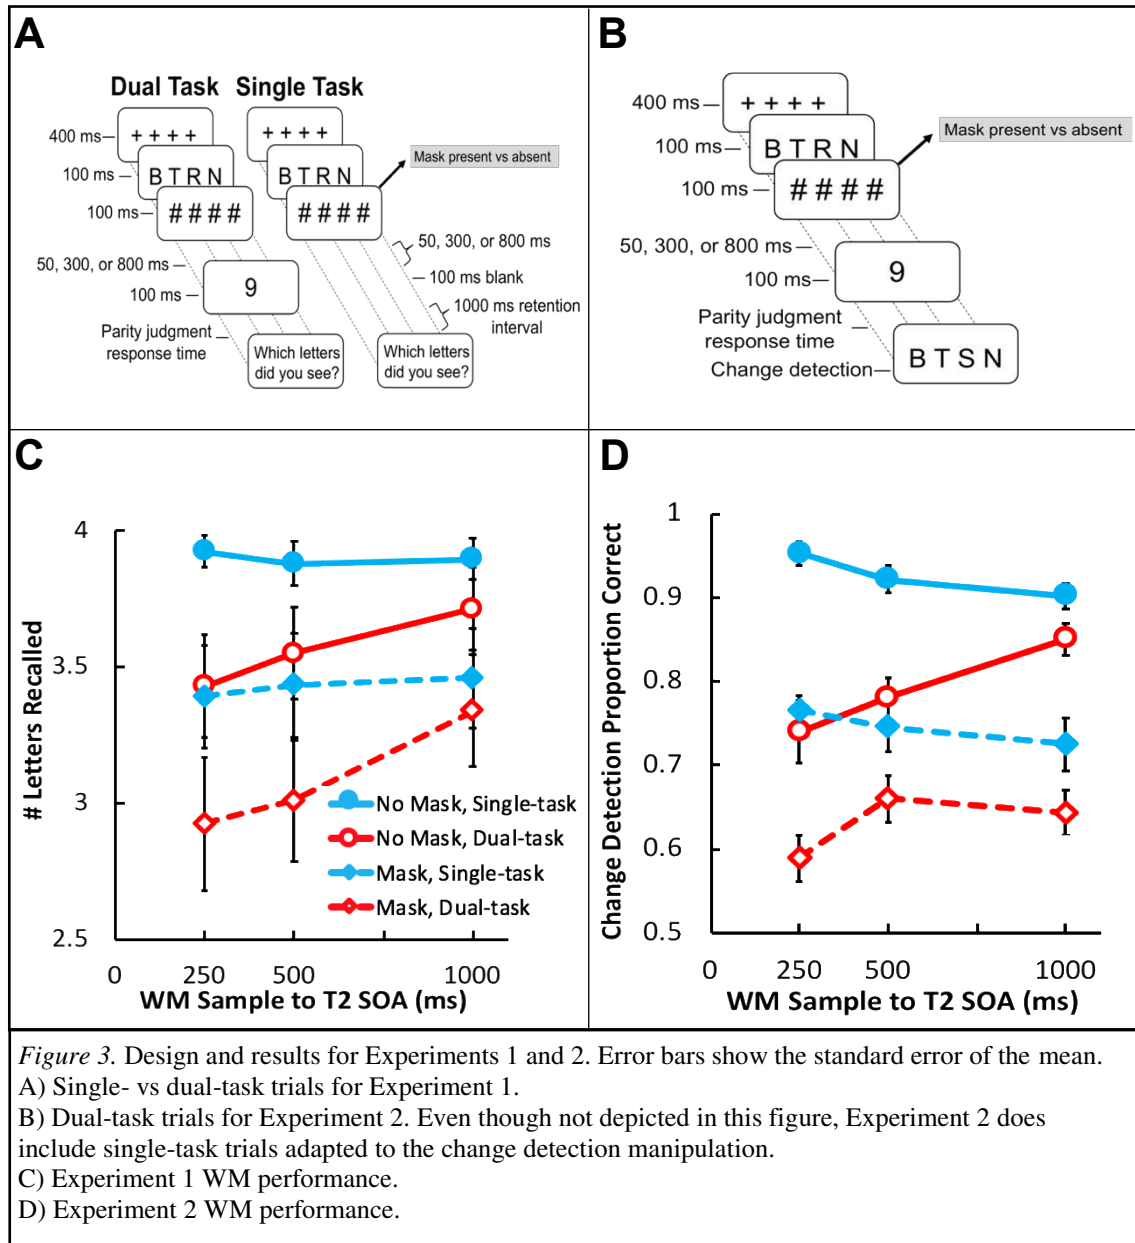 A
Dual Task Single Task
400 ms
+ + + +
+ + + +
100 ms
B T R N
B T R N
Mask present vs absent
100 ms
# # # #
# # # #
50, 300, or 800 ms
50, 300, or 800 ms
100 ms blank
100 ms
9
1000 ms retention
interval
Parity judgment
response time
Which letters
did you see?
Which letters
did you see?
B
400 ms
+ + + +
Mask present vs absent
100 ms
B T R N
100 ms
# # # #
50, 300, or 800 ms
100 ms
9
Parity judgment
response time
Change detection
B T S N
C
# Letters Recalled
4
3.5
3
2.5
No Mask, Single-task
No Mask, Dual-task
Mask, Single-task
Mask, Dual-task
0 250 500 1000
WM Sample to T2 SOA (ms)
D
Change Detection Proportion Correct
1
0.9
0.8
0.7
0.6
0.5
0 250 500 1000
WM Sample to T2 SOA (ms)
Figure 3. Design and results for Experiments 1 and 2. Error bars show the standard error of the mean.
A) Single- vs dual-task trials for Experiment 1.
B) Dual-task trials for Experiment 2. Even though not depicted in this figure, Experiment 2 does
include single-task trials adapted to the change detection manipulation.
C) Experiment 1 WM performance.
D) Experiment 2 WM performance.